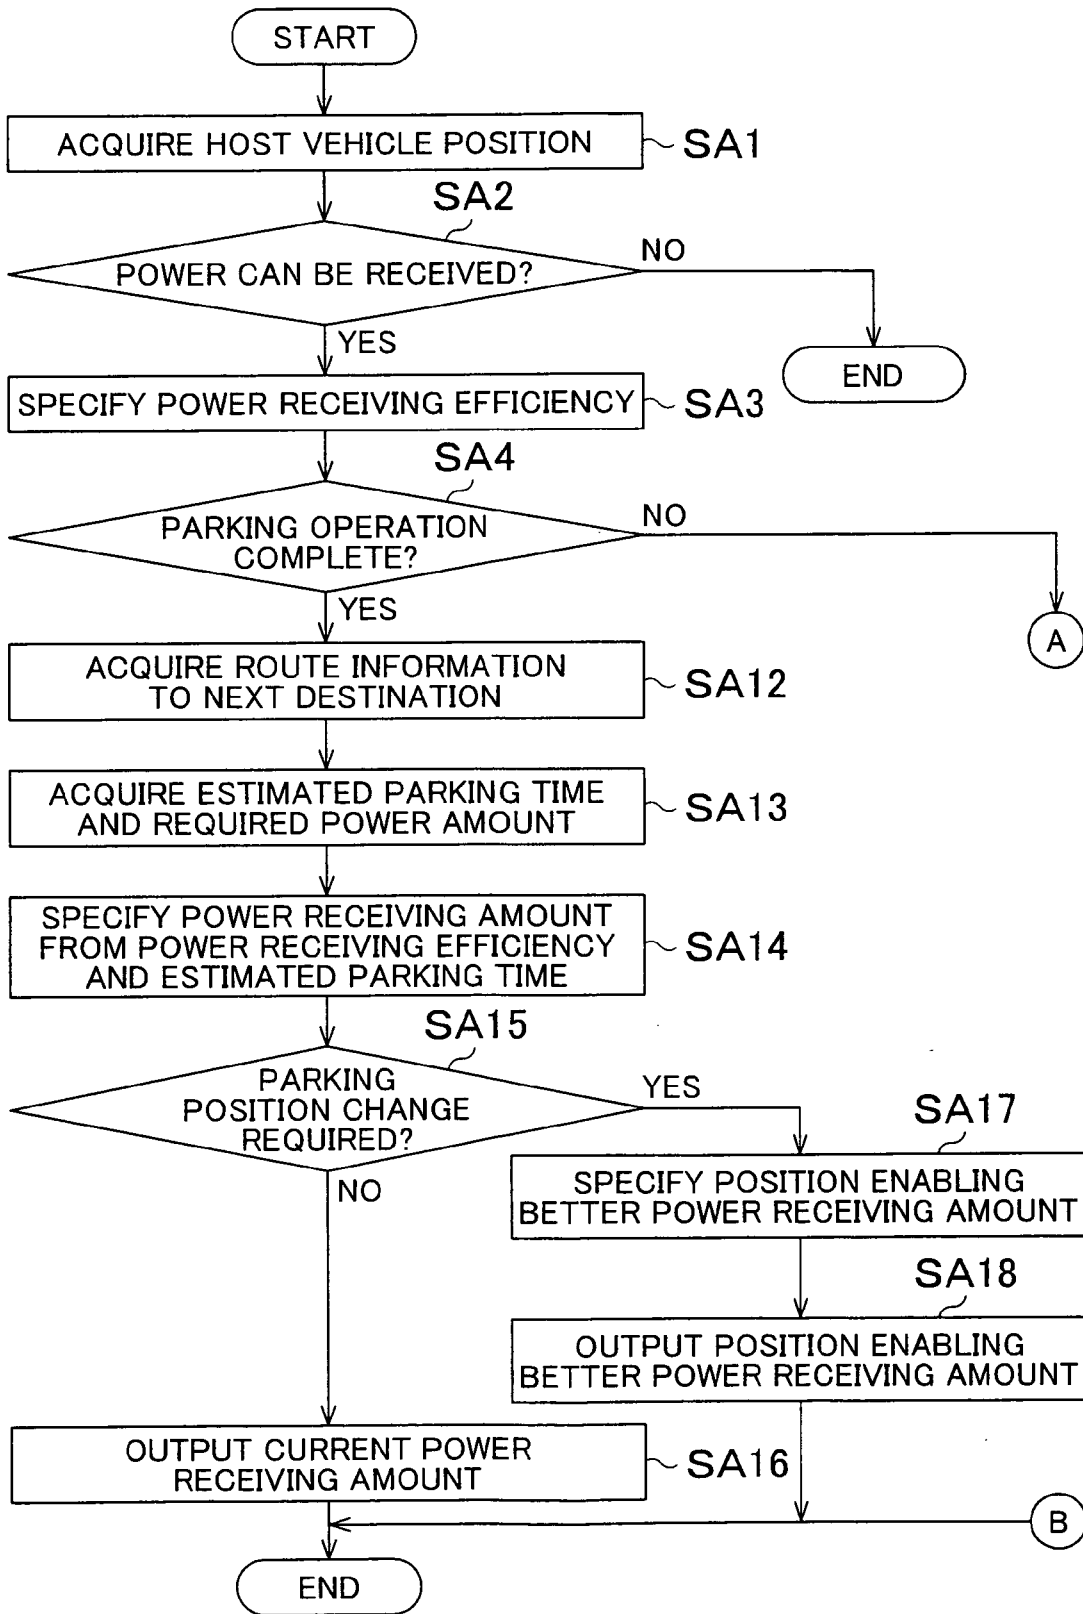 START
ACQUIRE HOST VEHICLE POSITION
SA1
SA2
POWER CAN BE RECEIVED?
NO
YES
END
SPECIFY POWER RECEIVING EFFICIENCY
SA3
SA4
PARKING OPERATION
COMPLETE?
NO
YES
A
ACQUIRE ROUTE INFORMATION
TO NEXT DESTINATION
SA12
ACQUIRE ESTIMATED PARKING TIME
AND REQUIRED POWER AMOUNT
SA13
SPECIFY POWER RECEIVING AMOUNT
FROM POWER RECEIVING EFFICIENCY
AND ESTIMATED PARKING TIME
SA14
SA15
PARKING
POSITION CHANGE
REQUIRED?
YES
NO
SA17
SPECIFY POSITION ENABLING
BETTER POWER RECEIVING AMOUNT
SA18
OUTPUT POSITION ENABLING
BETTER POWER RECEIVING AMOUNT
OUTPUT CURRENT POWER
RECEIVING AMOUNT
SA16
B
END